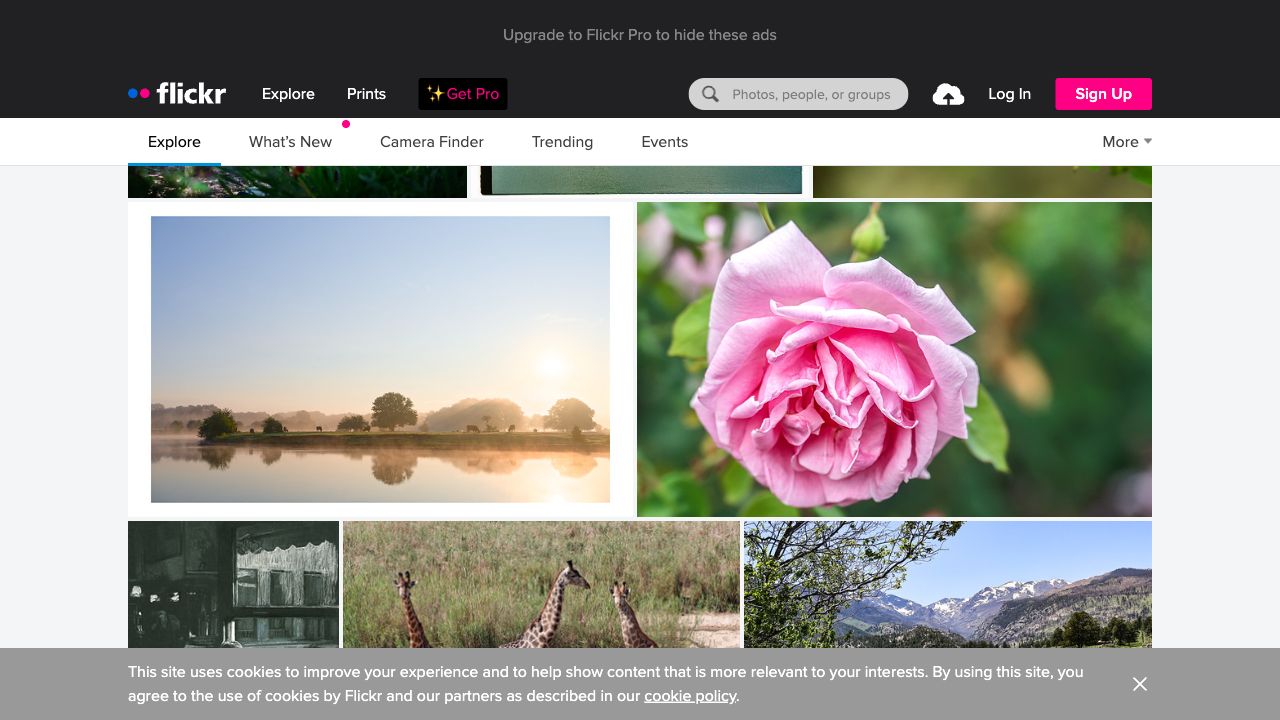 Upgrade to Flickr Pro to hide these ads
flickr
Explore
Prints
✨Get Pro
Photos, people, or groups
Log In
Sign Up
Explore
What’s New
Camera Finder
Trending
Events
More
This site uses cookies to improve your experience and to help show content that is more relevant to your interests. By using this site, you
agree to the use of cookies by Flickr and our partners as described in our cookie policy.